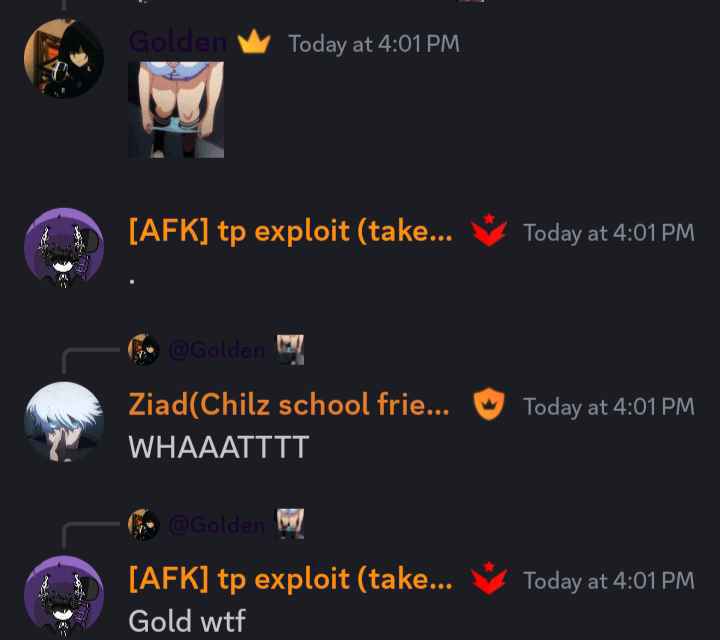 Golden Today at 4:01 PM
[AFK] tp exploit (take... Today at 4:01 PM
.
@Golden
Ziad(Chilz school frie... Today at 4:01 PM
WHAAATTTT
@Golden
[AFK] tp exploit (take... Today at 4:01 PM
Gold wtf